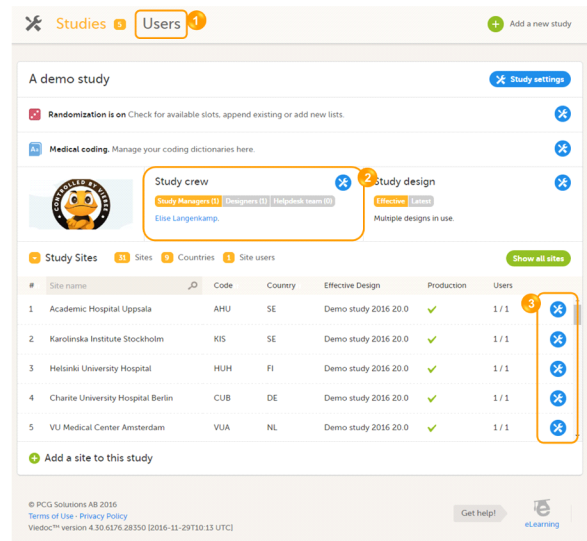 Studies 5 Users 1
Add a new study
A demo study
Study settings
Randomization is on Check for available slots, append existing or add new lists.
Medical coding. Manage your coding dictionaries here.
CONTROLLED BY VIEDOC
Study crew
Study Managers (1) Designers (1) Helpdesk team (0)
Elise Langenkamp.
2
Study design
Effective Latest
Multiple designs in use.
Study Sites 31 Sites 9 Countries 1 Site users
Show all sites
# Site name Code Country Effective Design Production Users
3
1 Academic Hospital Uppsala AHU SE Demo study 2016 20.0 1 / 1
2 Karolinska Institute Stockholm KIS SE Demo study 2016 20.0 1 / 1
3 Helsinki University Hospital HUH FI Demo study 2016 20.0 1 / 1
4 Charite University Hospital Berlin CUB DE Demo study 2016 20.0 1 / 1
5 VU Medical Center Amsterdam VUA NL Demo study 2016 20.0 1 / 1
Add a site to this study
© PCG Solutions AB 2016
Terms of Use - Privacy Policy
Viedoc™ version 4.30.6176.28350 [2016-11-29T10:13 UTC]
Get help!
eLearning